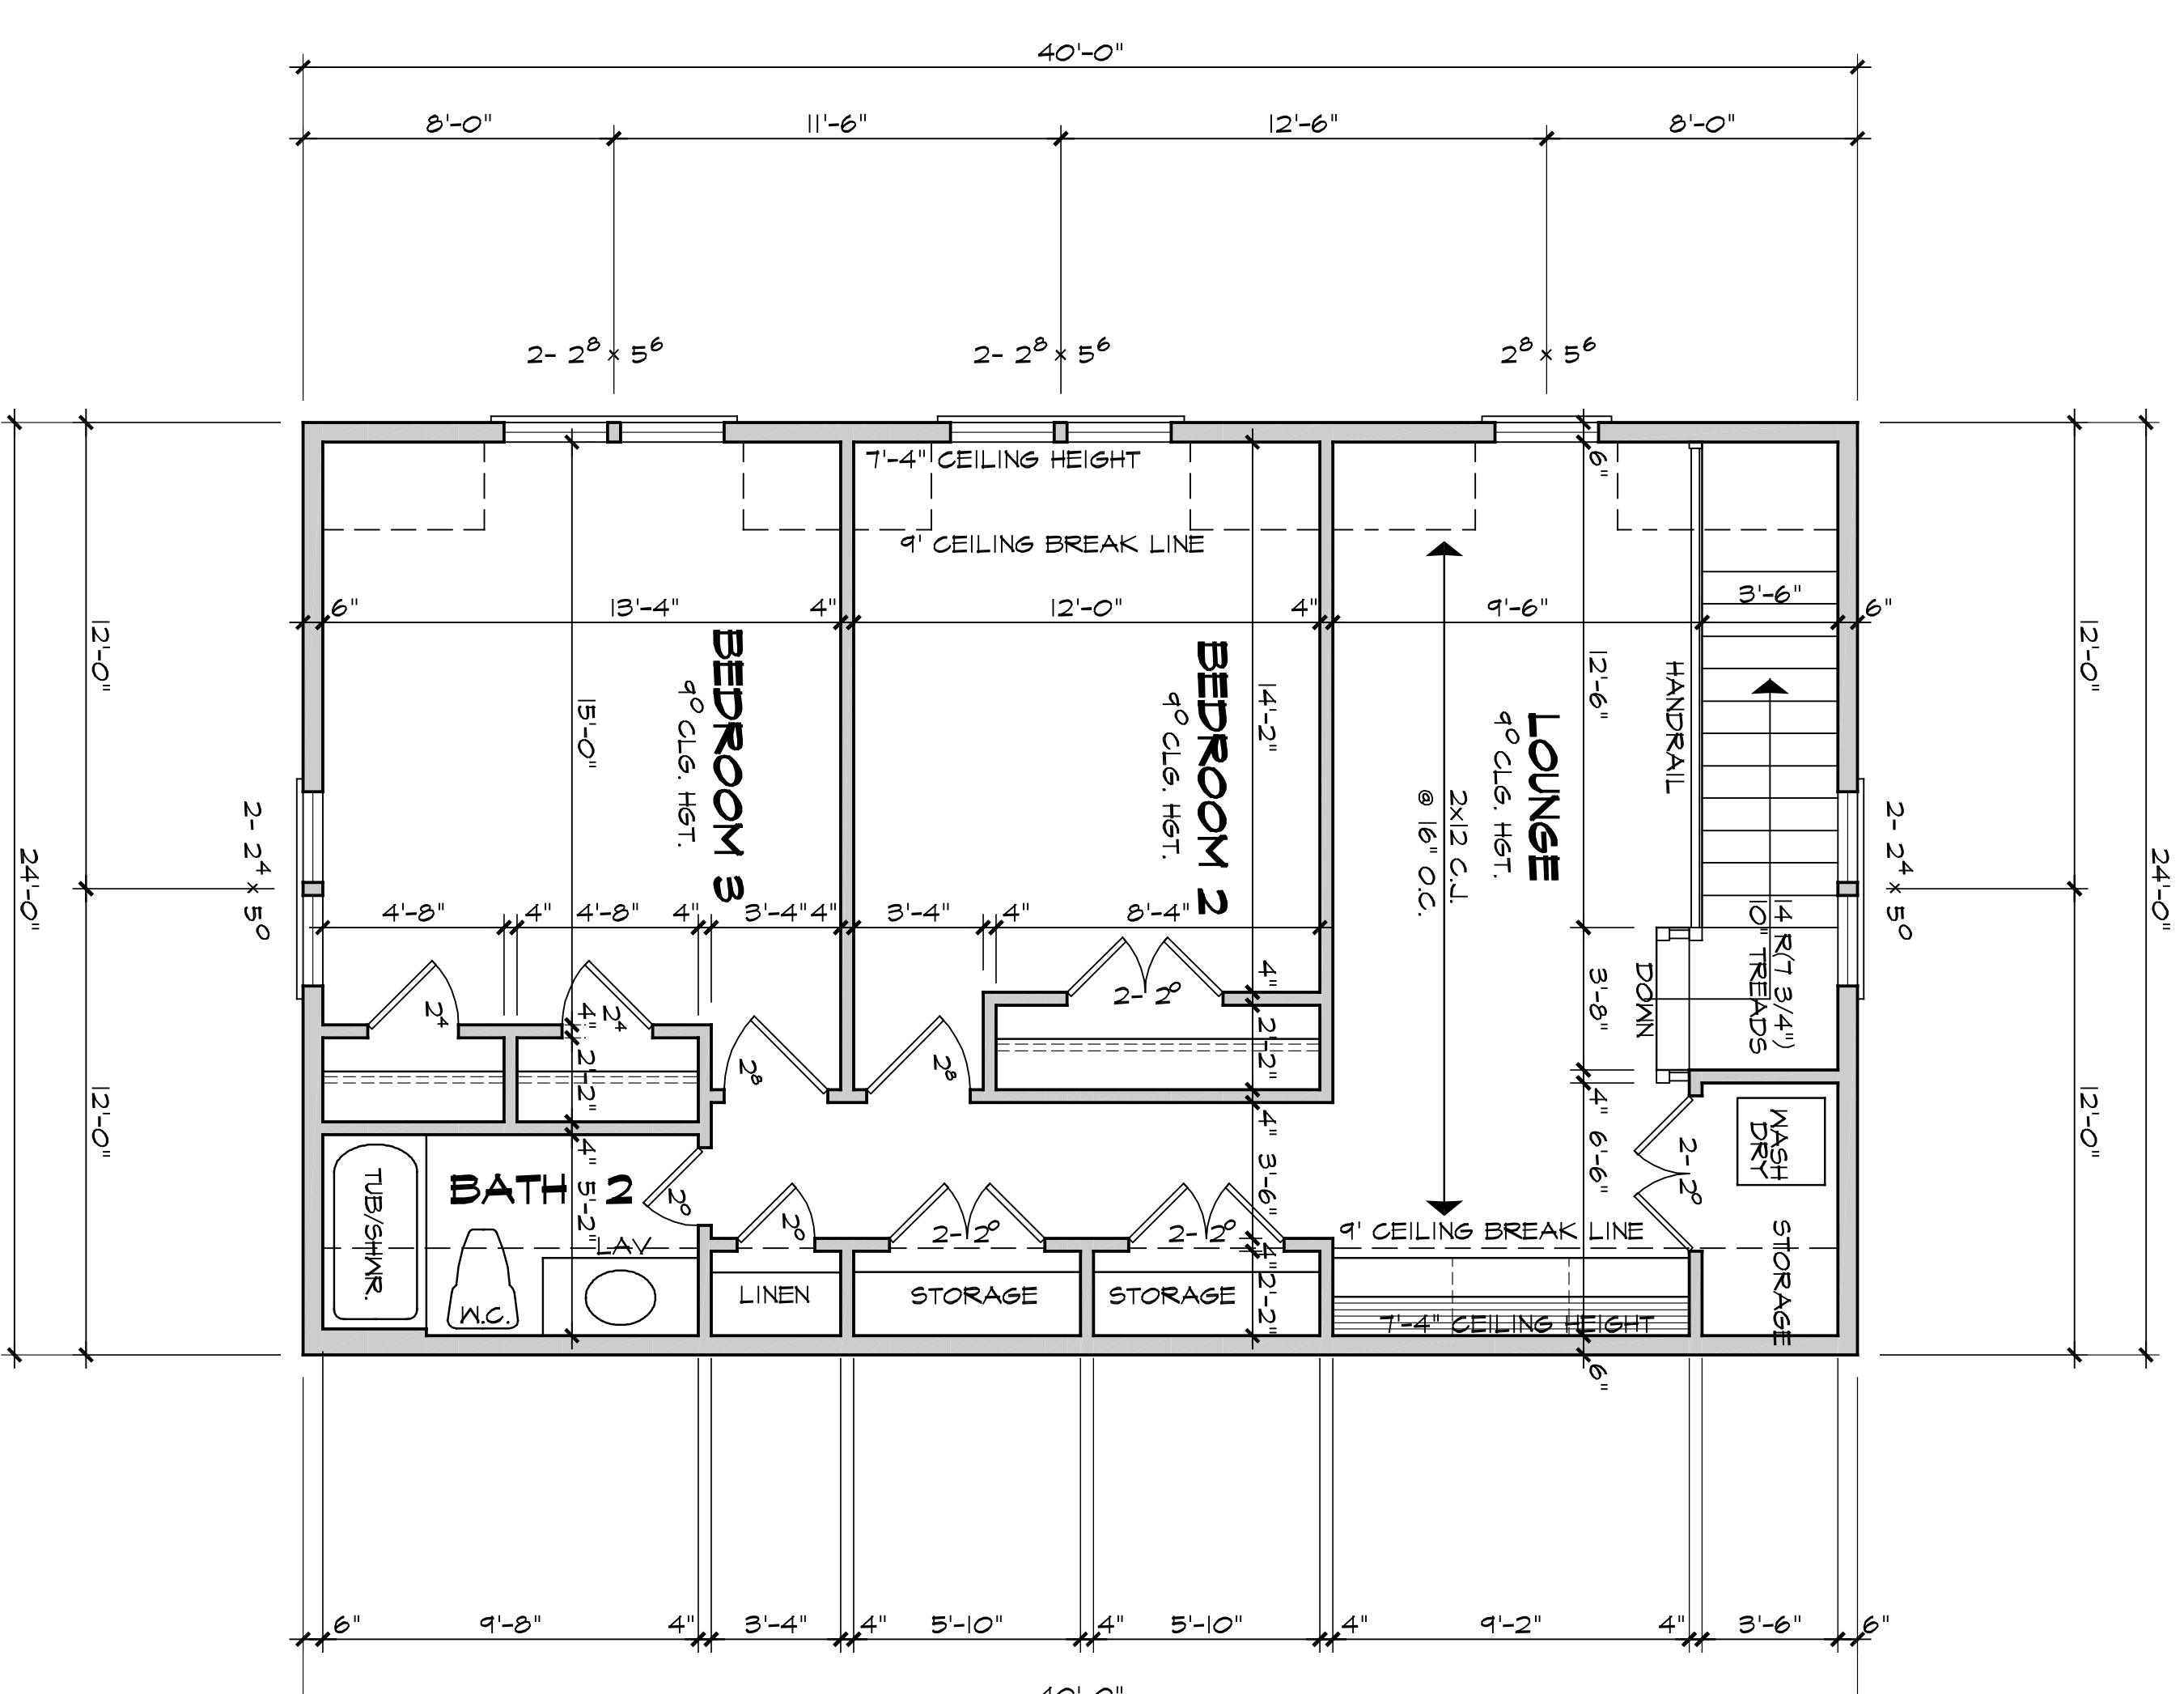 40'-0"
8'-0" 11'-6" 12'-6" 8'-0"
2- 2⁸ × 5⁶ 2- 2⁸ × 5⁶ 2⁸ × 5⁶
7'-4" CEILING HEIGHT
6"
9' CEILING BREAK LINE
6" 13'-4" 4" 12'-0" 4" 9'-6" 3'-6" 6"
12'-0"
24'-0"
12'-0"
2- 2⁴ × 5⁰
15'-0"
BEDROOM 3
9⁰ CLG. HGT.
14'-2"
BEDROOM 2
9⁰ CLG. HGT.
LOUNGE
9⁰ CLG. HGT.
2x12 C.J.
@ 16" O.C.
12'-6"
HANDRAIL
2- 2⁴ × 5⁰
12'-0"
24'-0"
12'-0"
4'-8" 4" 4'-8" 4" 3'-4" 4" 3'-4" 4" 8'-4"
14 R(7 3/4")
10" TREADS
DOWN
3'-8"
2⁴
2⁴
4"
2'-2"
2⁸
2⁸
2- 2⁰
4"
2'-2"
4"
6'-6"
2- 2⁰
WASH
DRY
STORAGE
4"
5'-2"
BATH 2
TUB/SHWR.
W.C.
LAV
2⁰
2⁰
2- 2⁰
2- 2⁰
4"
3'-6"
4"
2'-2"
9' CEILING BREAK LINE
LINEN
STORAGE
STORAGE
7'-4" CEILING HEIGHT
6"
6" 9'-8" 4" 3'-4" 4" 5'-10" 4" 5'-10" 4" 9'-2" 4" 3'-6" 6"
40'-0"